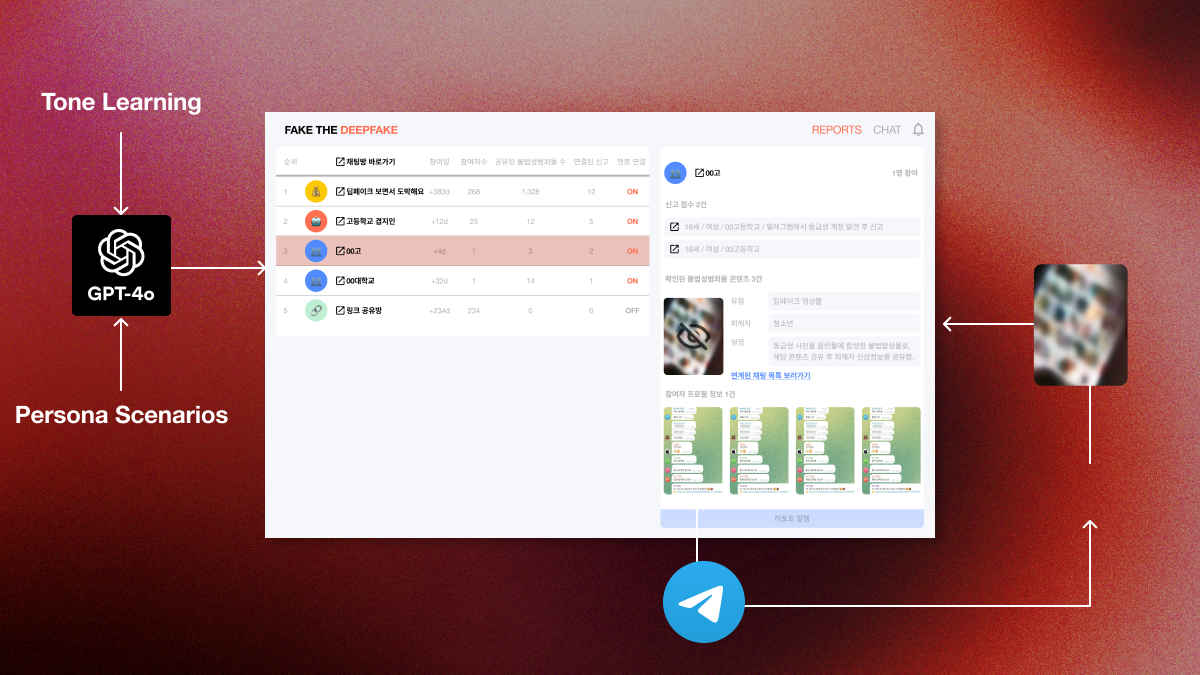 Tone Learning
GPT-4o
Persona Scenarios
FAKE THE DEEPFAKE
REPORTS CHAT
순위 채팅방 바로가기 참여일 참여자수 공유된 불법성범죄물 수 연결된 신고 챗봇 연결
1 딥페이크 보면서 도박해요 +383d 268 1,328 12 ON
2 고등학교 겹지인 +12d 25 12 5 ON
3 00고 +4d 1 3 2 ON
4 00대학교 +32d 1 14 1 ON
5 링크 공유방 +234d 234 0 0 OFF
00고 1명 참여
신고 접수 2건
18세 / 여성 / 00고등학교 / 텔레그램에서 동급생 계정 발견 후 신고
18세 / 여성 / 00고등학교
확인된 불법성범죄물 콘텐츠 3건
유형 딥페이크 영상물
피해자 청소년
설명 동급생 사진을 음란물에 합성한 불법합성물로,
해당 콘텐츠 공유 후 피해자 신상정보를 공유함.
연계된 채팅 목록 보러가기
참여자 프로필 정보 1건
리포트 발행